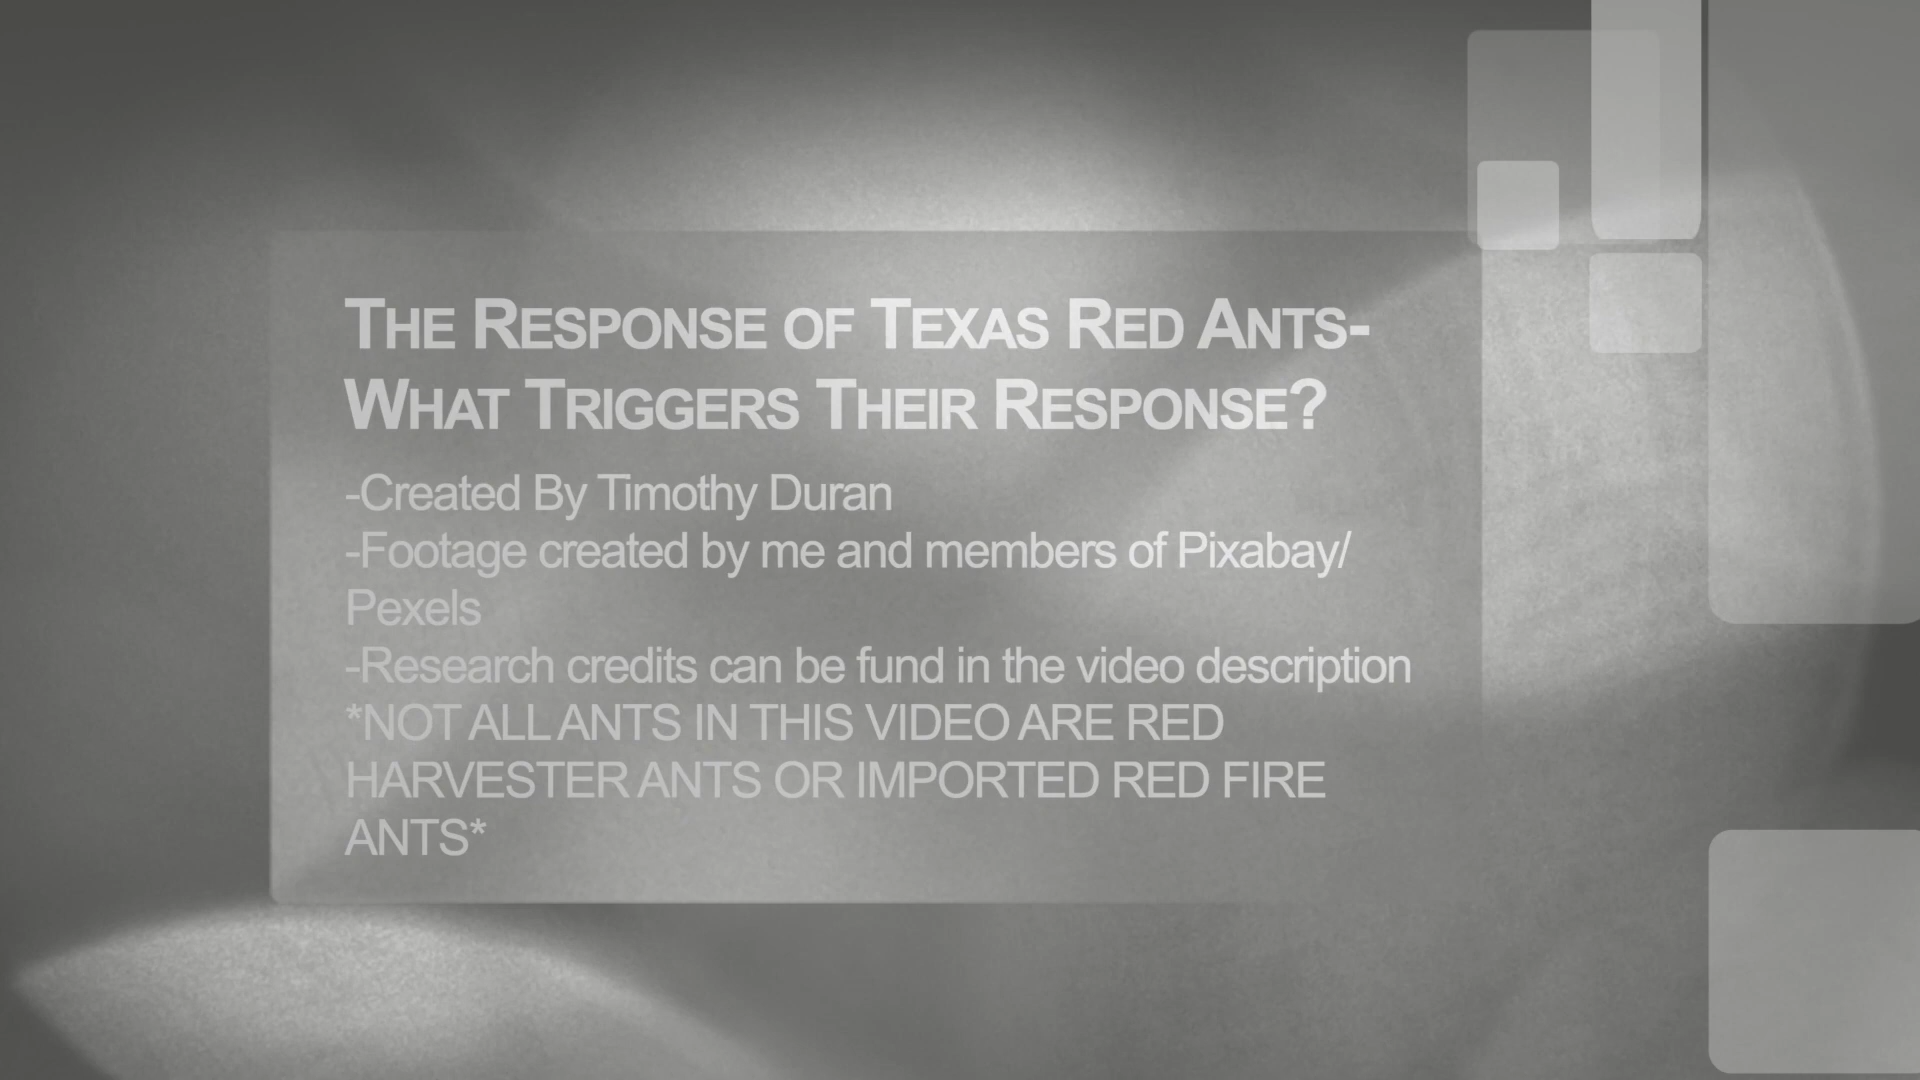 THE RESPONSE OF TEXAS RED ANTS-
WHAT TRIGGERS THEIR RESPONSE?
-Created By Timothy Duran
-Footage created by me and members of Pixabay/
Pexels
-Research credits can be fund in the video description
*NOT ALL ANTS IN THIS VIDEO ARE RED
HARVESTER ANTS OR IMPORTED RED FIRE
ANTS*